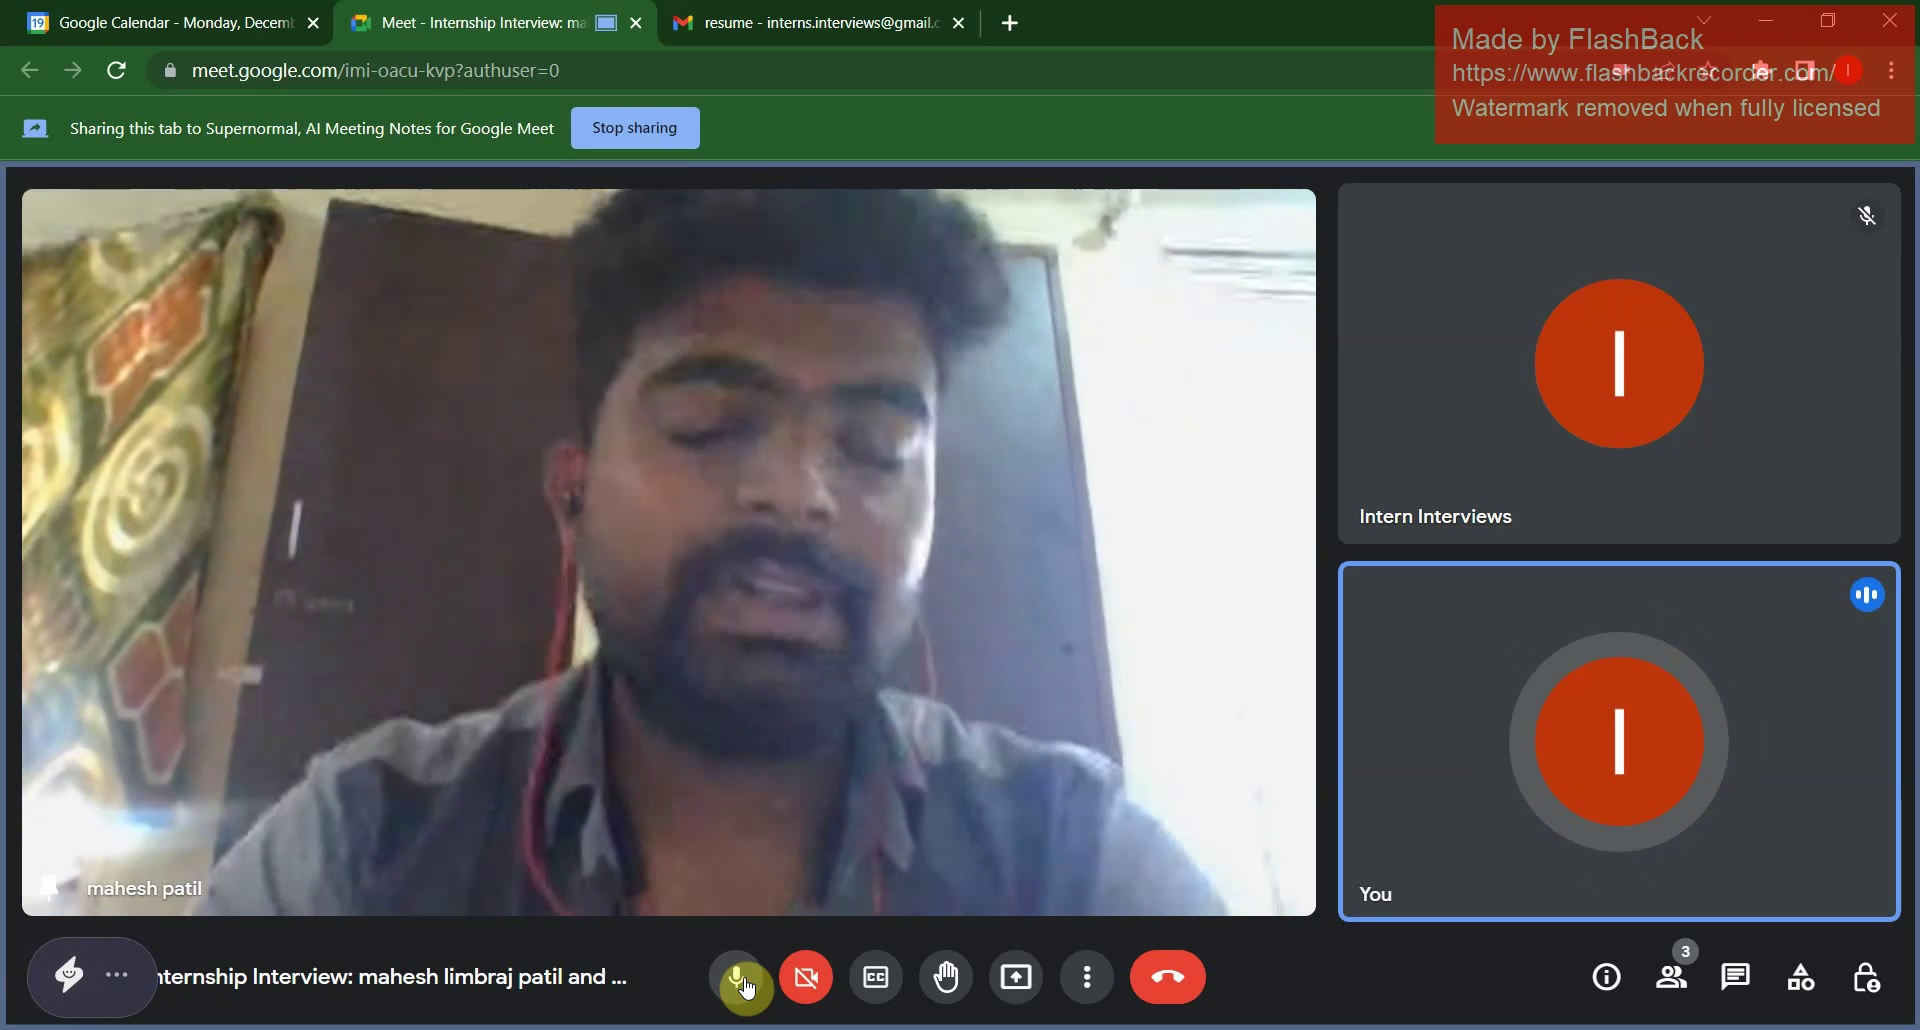 19
Google Calendar - Monday, Decem
Meet - Internship Interview: ma
resume - interns.interviews@gmail.c
meet.google.com/imi-oacu-kvp?authuser=0
Made by FlashBack
https://www.flashbackrecorder.com/
Watermark removed when fully licensed
I
Sharing this tab to Supernormal, AI Meeting Notes for Google Meet
Stop sharing
I
Intern Interviews
I
You
mahesh patil
nternship Interview: mahesh limbraj patil and ...
CC
3